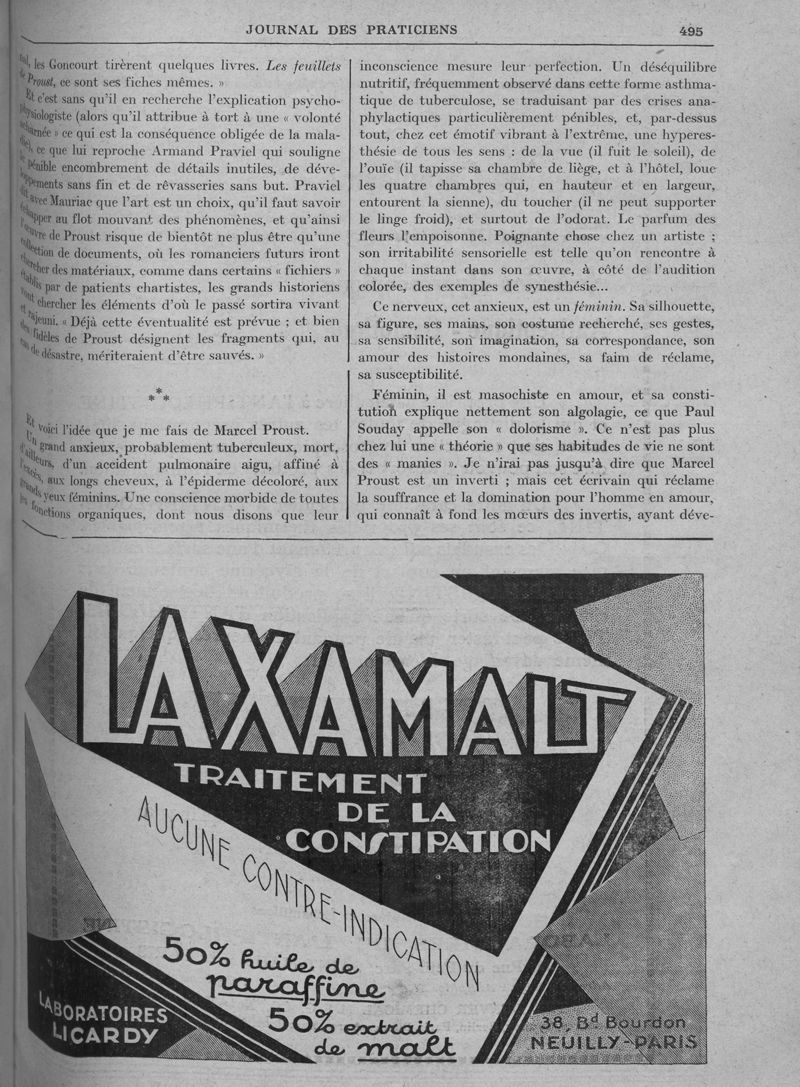 JOURNAL DES PRATICIENS
495
les Goncourt tirèrent quelques livres. Les feuillets
Proust, ce sont ses fiches mêmes. »
Et c'est sans qu'il en recherche l'explication psycho-
physiologiste (alors qu'il attribue à tort à une « volonté
» ce qui est la conséquence obligée de la mala-
ce que lui reproche Armand Praviel qui souligne
pénible encombrement de détails inutiles, de déve-
loppements sans fin et de rêvasseries sans but. Praviel
avec Mauriac que l'art est un choix, qu'il faut savoir
au flot mouvant des phénomènes, et qu'ainsi
de Proust risque de bientôt ne plus être qu'une
collection de documents, où les romanciers futurs iront
des matériaux, comme dans certains « fichiers »
établis par de patients chartistes, les grands historiens
chercher les éléments d'où le passé sortira vivant
rajeuni. « Déjà cette éventualité est prévue ; et bien
fidèles de Proust désignent les fragments qui, au
de désastre, mériteraient d'être sauvés. »
* * *
Et voici l'idée que je me fais de Marcel Proust.
Un grand anxieux, probablement tuberculeux, mort,
d'ailleurs, d'un accident pulmonaire aigu, affiné à
l'excès, aux longs cheveux, à l'épiderme décoloré, aux
grands yeux féminins. Une conscience morbide de toutes
les fonctions organiques, dont nous disons que leur
inconscience mesure leur perfection. Un déséquilibre
nutritif, fréquemment observé dans cette forme asthma-
tique de tuberculose, se traduisant par des crises ana-
phylactiques particulièrement pénibles, et, par-dessus
tout, chez cet émotif vibrant à l'extrême, une hyperes-
thésie de tous les sens : de la vue (il fuit le soleil), de
l'ouïe (il tapisse sa chambre de liège, et à l'hôtel, loue
les quatre chambres qui, en hauteur et en largeur,
entourent la sienne), du toucher (il ne peut supporter
le linge froid), et surtout de l'odorat. Le parfum des
fleurs l'empoisonne. Poignante chose chez un artiste ;
son irritabilité sensorielle est telle qu'on rencontre à
chaque instant dans son œuvre, à côté de l'audition
colorée, des exemples de synesthésie...
Ce nerveux, cet anxieux, est un féminin. Sa silhouette,
sa figure, ses mains, son costume recherché, ses gestes,
sa sensibilité, son imagination, sa correspondance, son
amour des histoires mondaines, sa faim de réclame,
sa susceptibilité.
Féminin, il est masochiste en amour, et sa consti-
tution explique nettement son algolagie, ce que Paul
Souday appelle son « dolorisme ». Ce n'est pas plus
chez lui une « théorie » que ses habitudes de vie ne sont
des « manies ». Je n'irai pas jusqu'à dire que Marcel
Proust est un inverti ; mais cet écrivain qui réclame
la souffrance et la domination pour l'homme en amour,
qui connaît à fond les mœurs des invertis, ayant déve-
LAXAMALT
TRAITEMENT
DE LA
CONSTIPATION
AUCUNE CONTRE-INDICATION
50% huile de
paraffine
50% extrait
de malt
LABORATOIRES
LICARDY
38, Bd Bourdon
NEUILLY-PARIS